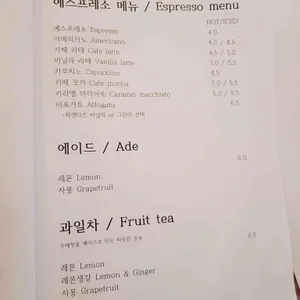 에스프레소 메뉴 / Espresso menu
HOT/ICED
에스프레소 Espresso 4.0
아메리카노 Americano 4.0 / 4.5
카페 라떼 Cafe latte 4.5 / 5.0
바닐라 라떼 Vanilla latte 5.0 / 5.5
카푸치노 Capuccino 4.5
카페 모카 Cafe mocha 5.0 / 5.5
카라멜 마끼아또 Caramel macchiato 5.0 / 5.5
아포카토 Affogato 6.5
에이드 / Ade
6.0
레몬 Lemon
자몽 Grapefruit
과일차 / Fruit tea
6.0
레몬 Lemon
레몬생강 Lemon & Ginger
자몽 Grapefruit